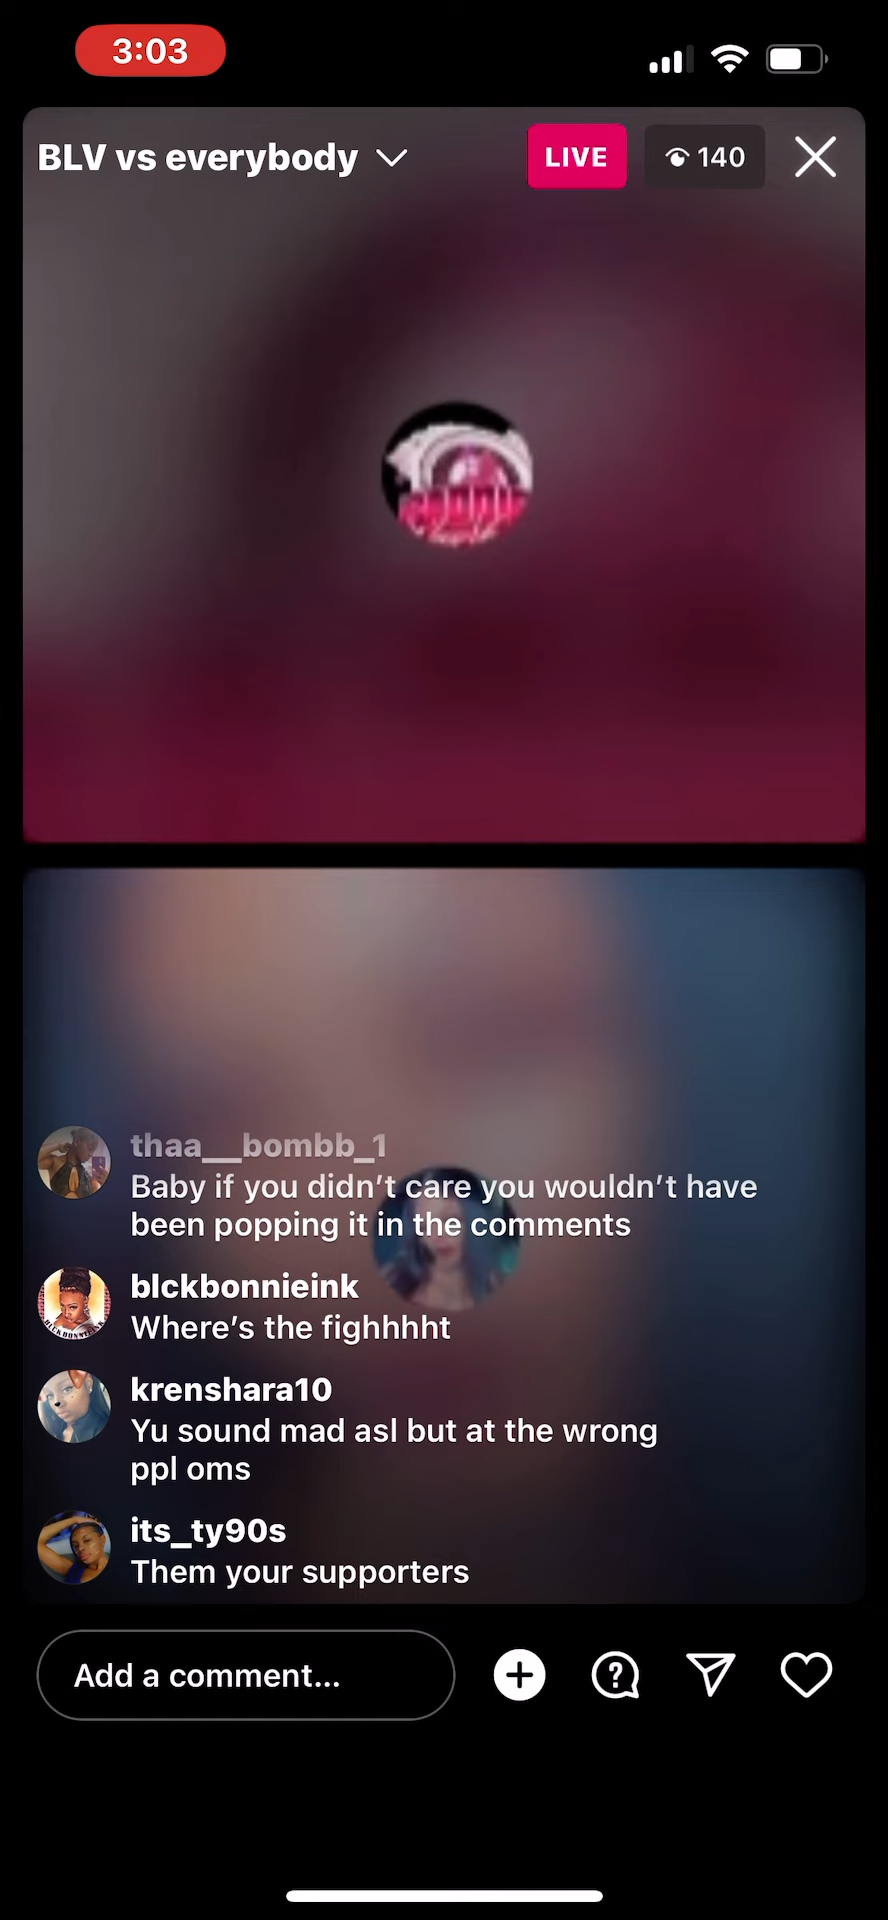 3:03
BLV vs everybody
LIVE
140
thaa__bombb_1
Baby if you didn’t care you wouldn’t have
been popping it in the comments
blckbonnieink
Where’s the fighhhht
krenshara10
Yu sound mad asl but at the wrong
ppl oms
its_ty90s
Them your supporters
Add a comment...